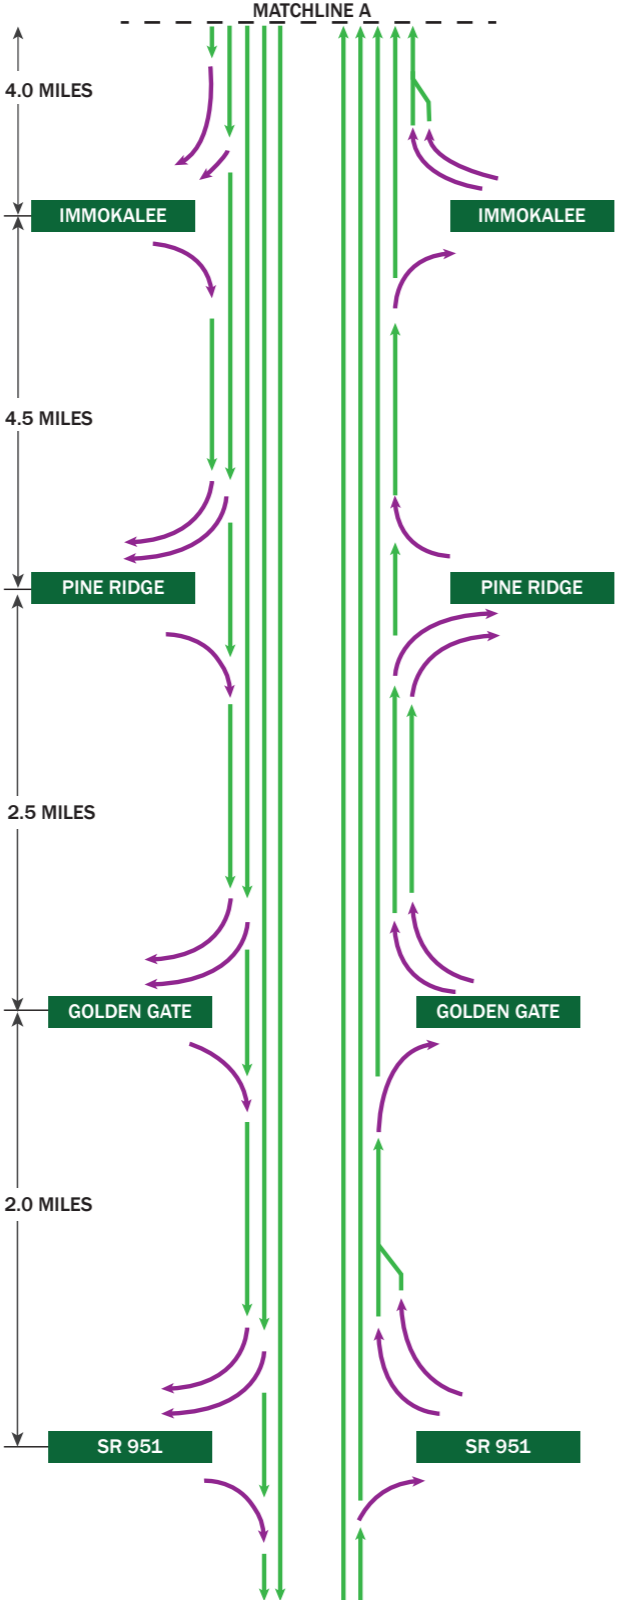 MATCHLINE A
4.0 MILES
IMMOKALEE
IMMOKALEE
4.5 MILES
PINE RIDGE
PINE RIDGE
2.5 MILES
GOLDEN GATE
GOLDEN GATE
2.0 MILES
SR 951
SR 951